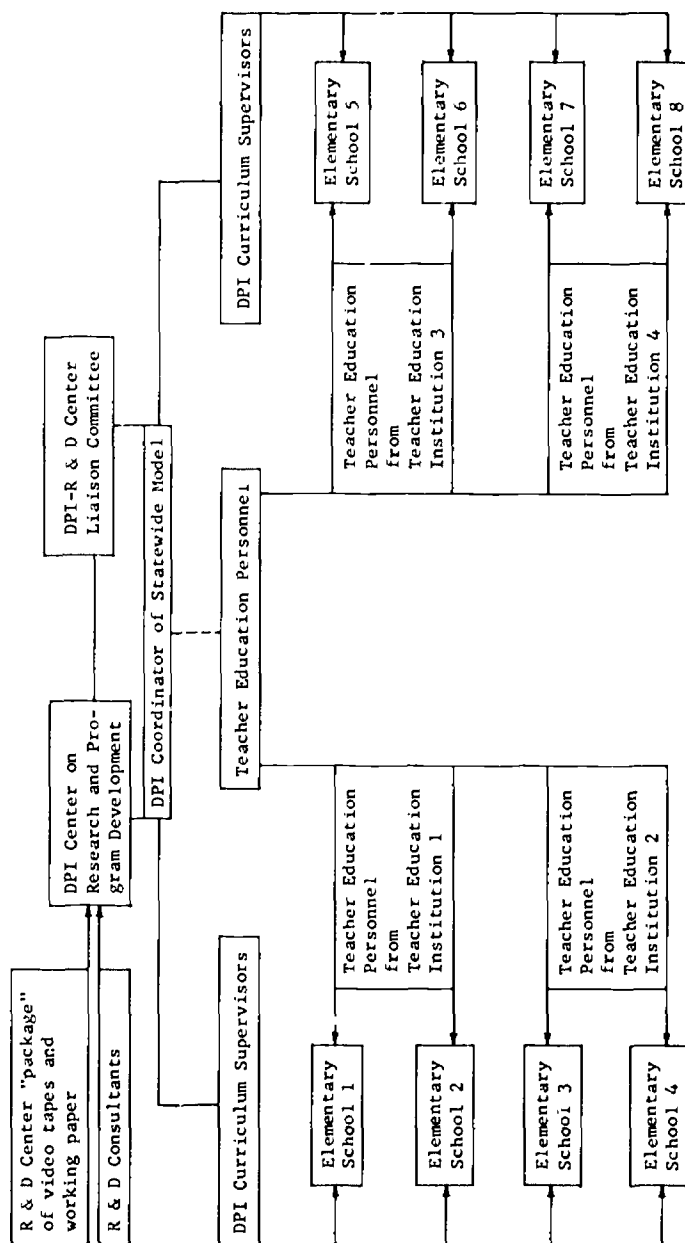 R & D Center "package"
of video tapes and
working paper
R & D Consultants
DPI Center on
Research and Pro-
gram Development
DPI-R & D Center
Liaison Committee
DPI Coordinator of Statewide Model
DPI Curriculum Supervisors
Teacher Education Personnel
DPI Curriculum Supervisors
Elementary
School 1
Elementary
School 2
Elementary
School 3
Elementary
School 4
Teacher Education
Personnel
from
Teacher Education
Institution 1
Teacher Education
Personnel
from
Teacher Education
Institution 2
Teacher Education
Personnel
from
Teacher Education
Institution 3
Teacher Education
Personnel
from
Teacher Education
Institution 4
Elementary
School 5
Elementary
School 6
Elementary
School 7
Elementary
School 8